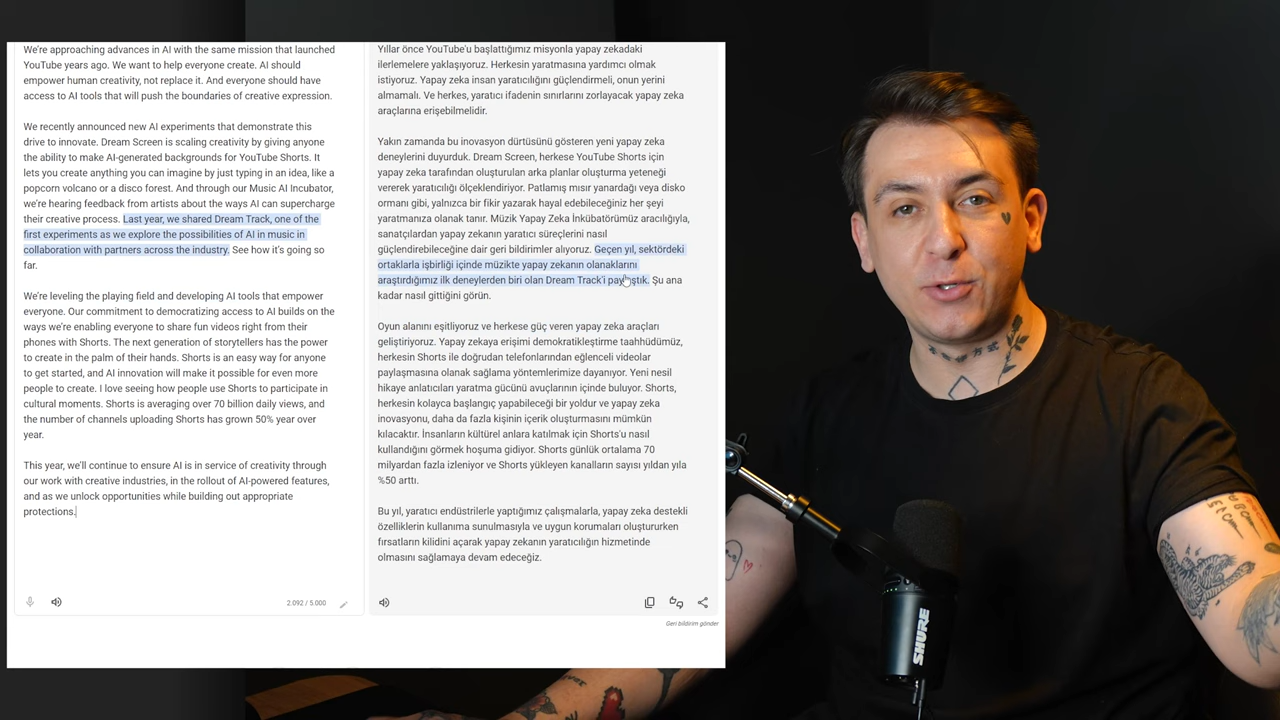 We're approaching advances in AI with the same mission that launched
YouTube years ago. We want to help everyone create. AI should
empower human creativity, not replace it. And everyone should have
access to AI tools that will push the boundaries of creative expression.
We recently announced new AI experiments that demonstrate this
drive to innovate. Dream Screen is scaling creativity by giving anyone
the ability to make AI-generated backgrounds for YouTube Shorts. It
lets you create anything you can imagine by just typing in an idea, like a
popcorn volcano or a disco forest. And through our Music AI Incubator,
we're hearing feedback from artists about the ways AI can supercharge
their creative process. Last year, we shared Dream Track, one of the
first experiments as we explore the possibilities of AI in music in
collaboration with partners across the industry. See how it's going so
far.
We're leveling the playing field and developing AI tools that empower
everyone. Our commitment to democratizing access to AI builds on the
ways we're enabling everyone to share fun videos right from their
phones with Shorts. The next generation of storytellers has the power
to create in the palm of their hands. Shorts is an easy way for anyone
to get started, and AI innovation will make it possible for even more
people to create. I love seeing how people use Shorts to participate in
cultural moments. Shorts is averaging over 70 billion daily views, and
the number of channels uploading Shorts has grown 50% year over
year.
This year, we'll continue to ensure AI is in service of creativity through
our work with creative industries, in the rollout of AI-powered features,
and as we unlock opportunities while building out appropriate
protections.
2.092 / 5.000
Yıllar önce YouTube'u başlattığımız misyonla yapay zekadaki
ilerlemelere yaklaşıyoruz. Herkesin yaratmasına yardımcı olmak
istiyoruz. Yapay zeka insan yaratıcılığını güçlendirmeli, onun yerini
almamalı. Ve herkes, yaratıcı ifadenin sınırlarını zorlayacak yapay zeka
araçlarına erişebilmelidir.
Yakın zamanda bu inovasyon dürtüsünü gösteren yeni yapay zeka
deneylerini duyurduk. Dream Screen, herkese YouTube Shorts için
yapay zeka tarafından oluşturulan arka planlar oluşturma yeteneği
vererek yaratıcılığı ölçeklendiriyor. Patlamış mısır yanardağı veya disko
ormanı gibi, yalnızca bir fikir yazarak hayal edebileceğiniz her şeyi
yaratmanıza olanak tanır. Müzik Yapay Zeka İnkübatörümüz aracılığıyla,
sanatçılardan yapay zekanın yaratıcı süreçlerini nasıl
güçlendirebileceğine dair geri bildirimler alıyoruz. Geçen yıl, sektördeki
ortaklarla işbirliği içinde müzikte yapay zekanın olanaklarını
araştırdığımız ilk deneylerden biri olan Dream Track'i paylaştık. Şu ana
kadar nasıl gittiğini görün.
Oyun alanını eşitliyoruz ve herkese güç veren yapay zeka araçları
geliştiriyoruz. Yapay zekaya erişimi demokratikleştirme taahhüdümüz,
herkesin Shorts ile doğrudan telefonlarından eğlenceli videolar
paylaşmasına olanak sağlama yöntemlerimize dayanıyor. Yeni nesil
hikaye anlatıcıları yaratma gücünü avuçlarının içinde buluyor. Shorts,
herkesin kolayca başlangıç yapabileceği bir yoldur ve yapay zeka
inovasyonu, daha da fazla kişinin içerik oluşturmasını mümkün
kılacaktır. İnsanların kültürel anlara katılmak için Shorts'u nasıl
kullandığını görmek hoşuma gidiyor. Shorts günlük ortalama 70
milyardan fazla izleniyor ve Shorts yükleyen kanalların sayısı yıldan yıla
%50 arttı.
Bu yıl, yaratıcı endüstrilerle yaptığımız çalışmalarla, yapay zeka destekli
özelliklerin kullanıma sunulmasıyla ve uygun korumaları oluştururken
fırsatların kilidini açarak yapay zekanın yaratıcılığın hizmetinde
olmasını sağlamaya devam edeceğiz.
Geri bildirim gönder
SHURE